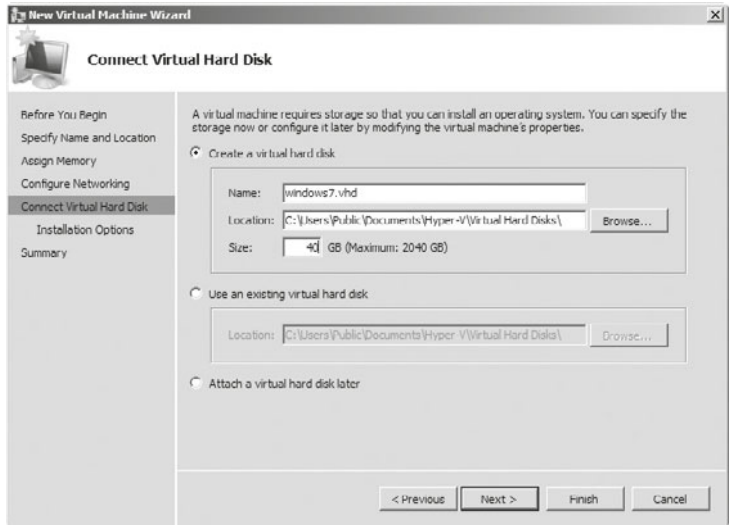 New Virtual Machine Wizard
Connect Virtual Hard Disk
Before You Begin
Specify Name and Location
Assign Memory
Configure Networking
Connect Virtual Hard Disk
Installation Options
Summary
A virtual machine requires storage so that you can install an operating system. You can specify the
storage now or configure it later by modifying the virtual machine's properties.
Create a virtual hard disk
Name: windows7.vhd
Location: C:\Users\Public\Documents\Hyper-V\Virtual Hard Disks\ Browse...
Size: 40 GB (Maximum: 2040 GB)
Use an existing virtual hard disk
Location: C:\Users\Public\Documents\Hyper-V\Virtual Hard Disks\ Browse...
Attach a virtual hard disk later
< Previous Next > Finish Cancel